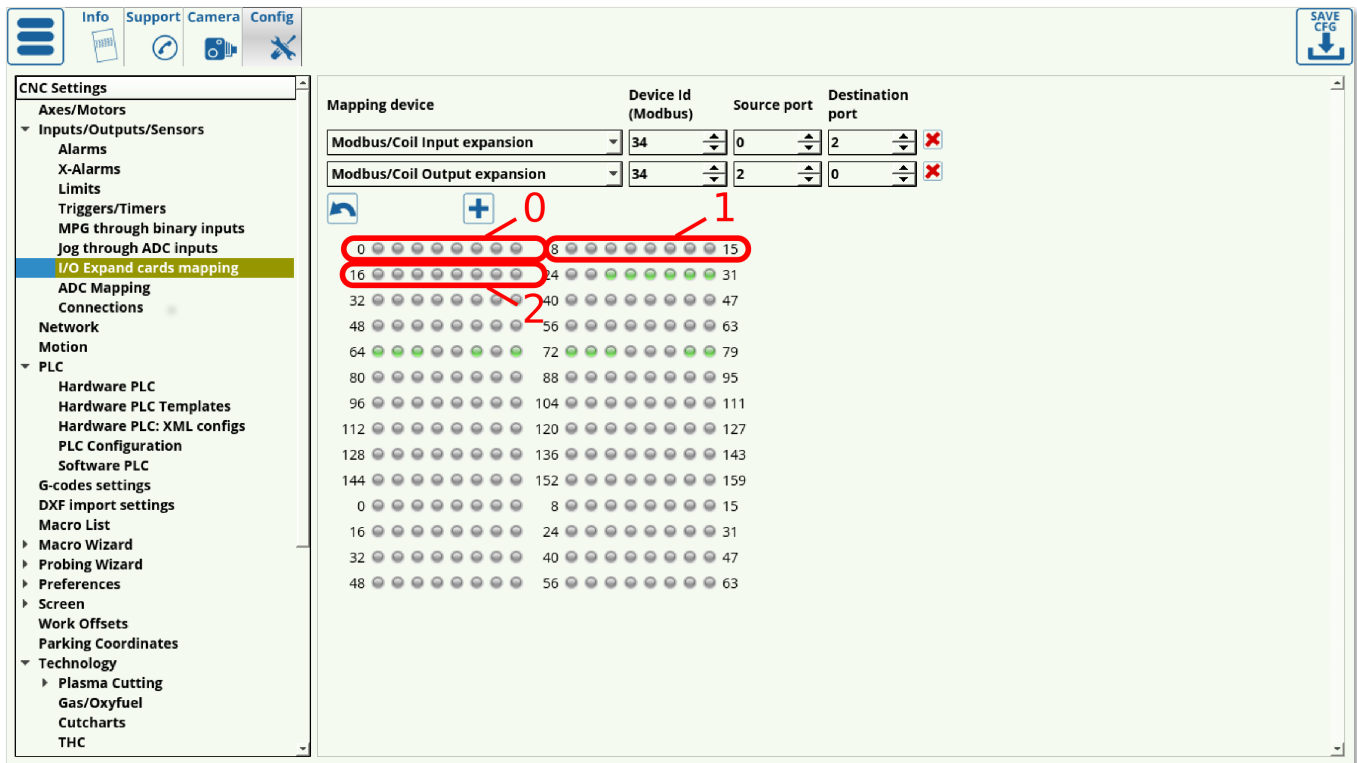 Info Support Camera Config
SAVE CFG
CNC Settings
Axes/Motors
Inputs/Outputs/Sensors
Alarms
X-Alarms
Limits
Triggers/Timers
MPG through binary inputs
Jog through ADC inputs
I/O Expand cards mapping
ADC Mapping
Connections
Network
Motion
PLC
Hardware PLC
Hardware PLC Templates
Hardware PLC: XML configs
PLC Configuration
Software PLC
G-codes settings
DXF import settings
Macro List
Macro Wizard
Probing Wizard
Preferences
Screen
Work Offsets
Parking Coordinates
Technology
Plasma Cutting
Gas/Oxyfuel
Cutcharts
THC
Mapping device Device Id (Modbus) Source port Destination port
Modbus/Coil Input expansion 34 0 2
Modbus/Coil Output expansion 34 2 0
0 1
0 8 15
16 24 31
2
32 40 47
48 56 63
64 72 79
80 88 95
96 104 111
112 120 127
128 136 143
144 152 159
0 8 15
16 24 31
32 40 47
48 56 63